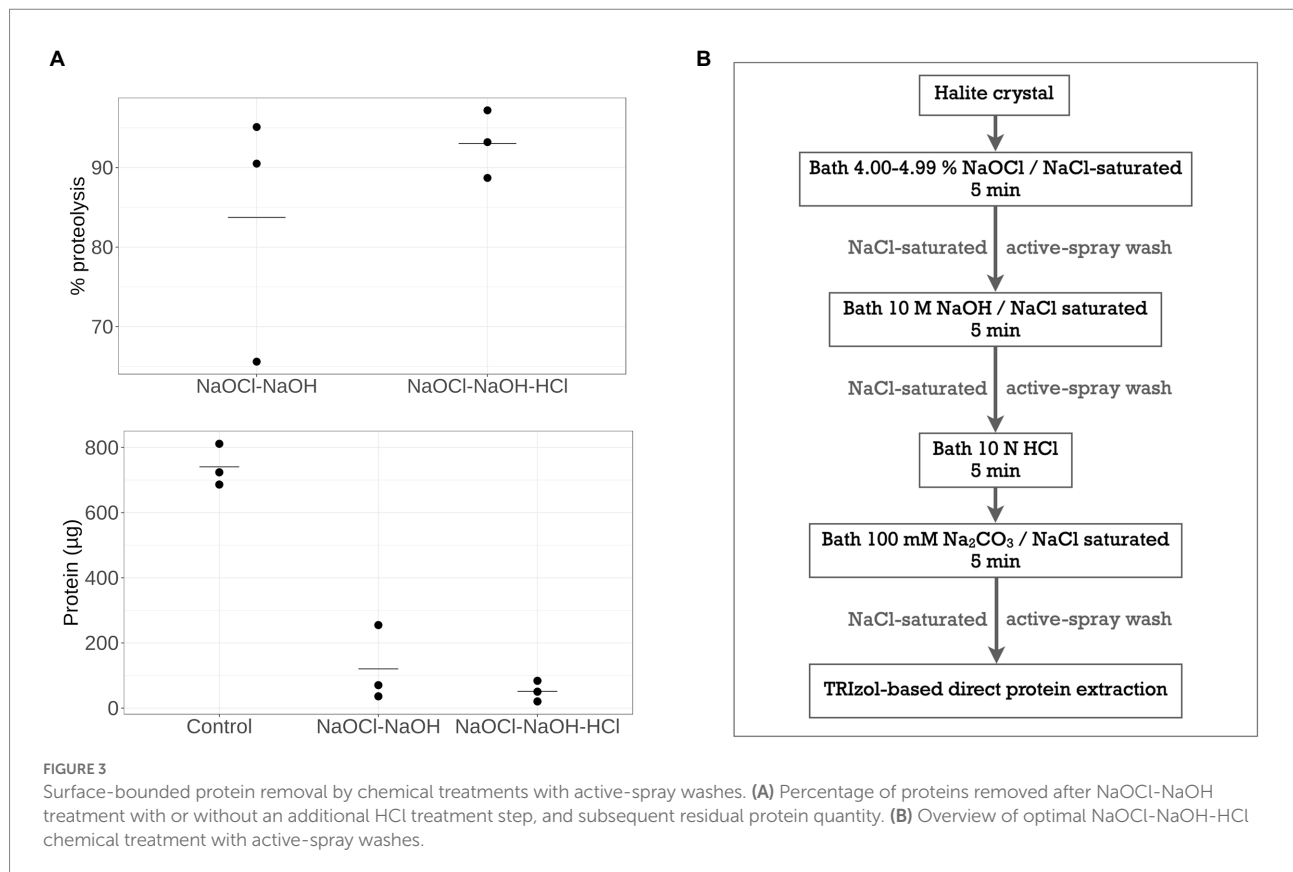 A
% proteolysis
90
80
70
NaOCl-NaOH
NaOCl-NaOH-HCl
Protein (µg)
800
600
400
200
0
Control
NaOCl-NaOH
NaOCl-NaOH-HCl
B
Halite crystal
Bath 4.00-4.99 % NaOCl / NaCl-saturated
5 min
NaCl-saturated active-spray wash
Bath 10 M NaOH / NaCl saturated
5 min
NaCl-saturated active-spray wash
Bath 10 N HCl
5 min
Bath 100 mM Na₂CO₃ / NaCl saturated
5 min
NaCl-saturated active-spray wash
TRIzol-based direct protein extraction
FIGURE 3
Surface-bounded protein removal by chemical treatments with active-spray washes. (A) Percentage of proteins removed after NaOCl-NaOH
treatment with or without an additional HCl treatment step, and subsequent residual protein quantity. (B) Overview of optimal NaOCl-NaOH-HCl
chemical treatment with active-spray washes.